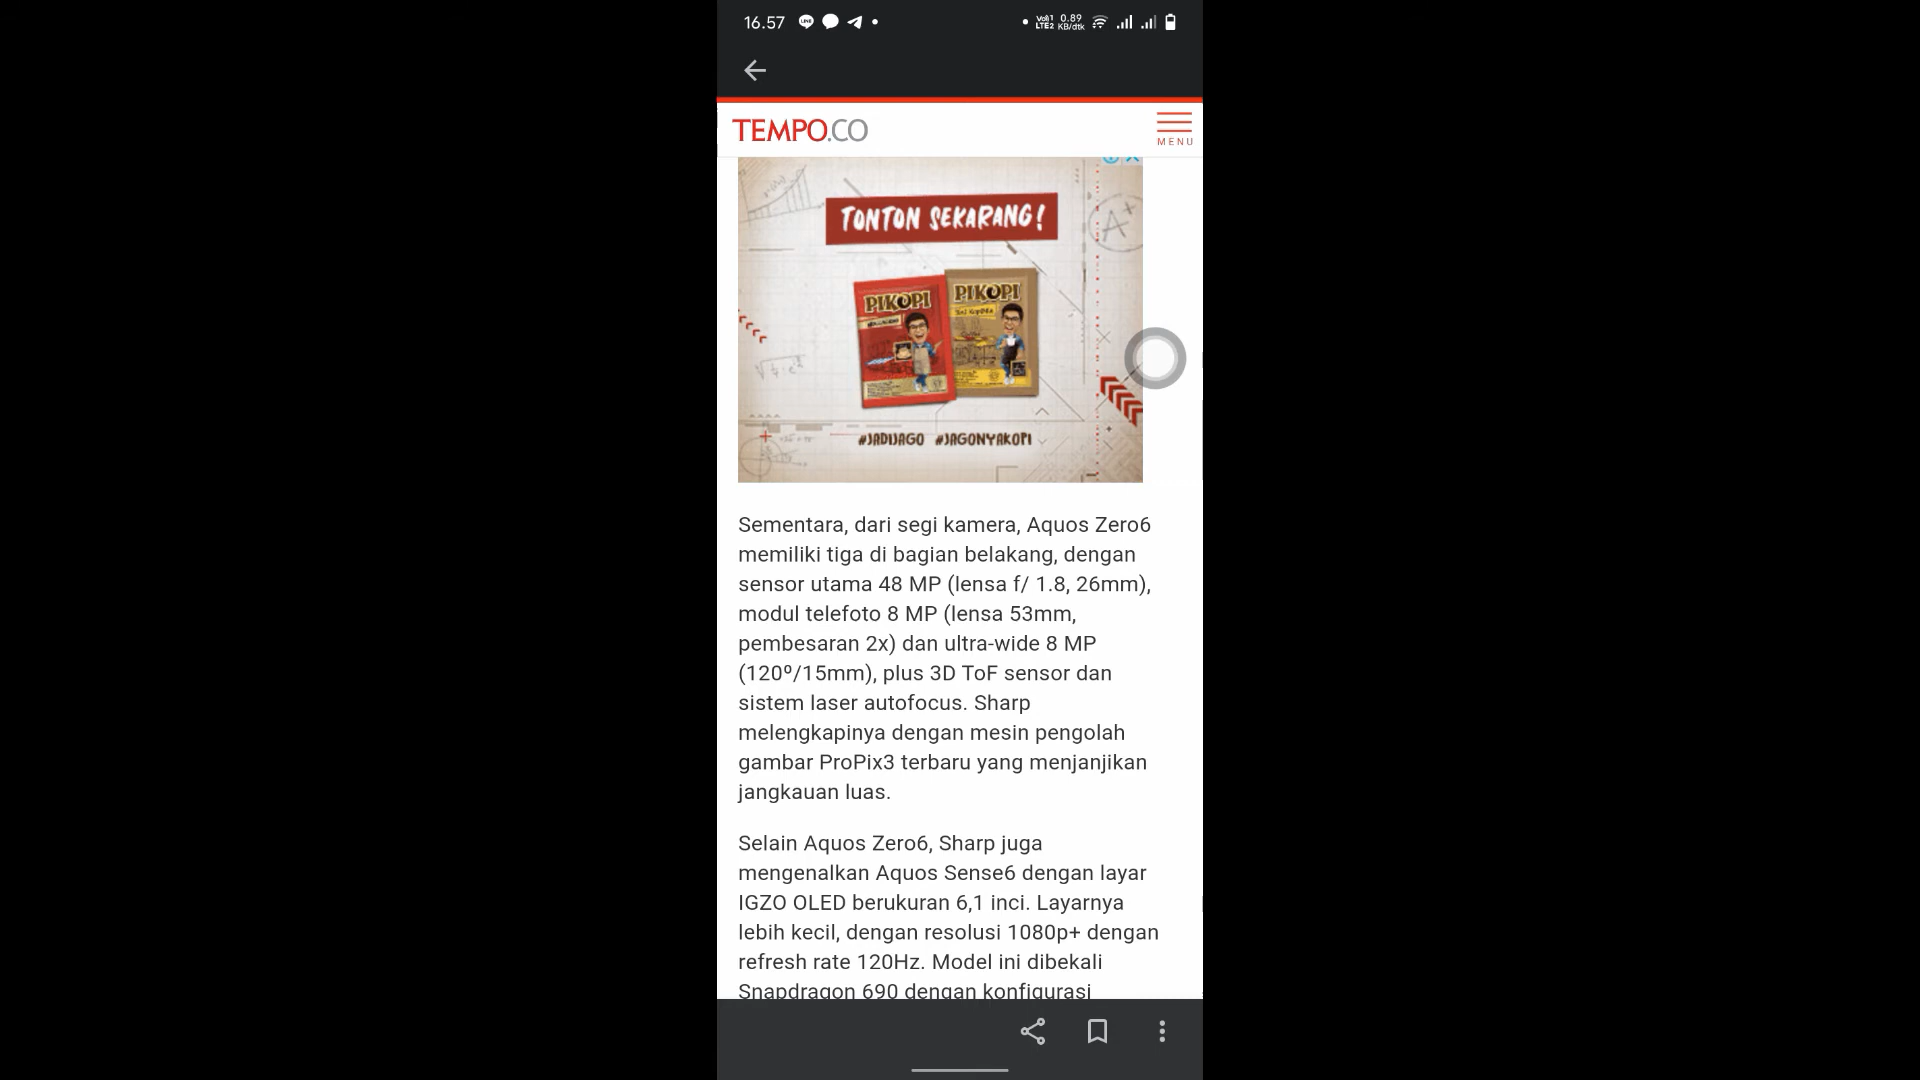 16.57
VoIi1 LTE2 0.89 KB/dtk
TEMPO.CO
MENU
TONTON SEKARANG!
PIKOPI PIKOPI
#JADIJAGO #JAGONYAKOPI
Sementara, dari segi kamera, Aquos Zero6
memiliki tiga di bagian belakang, dengan
sensor utama 48 MP (lensa f/ 1.8, 26mm),
modul telefoto 8 MP (lensa 53mm,
pembesaran 2x) dan ultra-wide 8 MP
(120º/15mm), plus 3D ToF sensor dan
sistem laser autofocus. Sharp
melengkapinya dengan mesin pengolah
gambar ProPix3 terbaru yang menjanjikan
jangkauan luas.
Selain Aquos Zero6, Sharp juga
mengenalkan Aquos Sense6 dengan layar
IGZO OLED berukuran 6,1 inci. Layarnya
lebih kecil, dengan resolusi 1080p+ dengan
refresh rate 120Hz. Model ini dibekali
Snapdragon 690 dengan konfigurasi